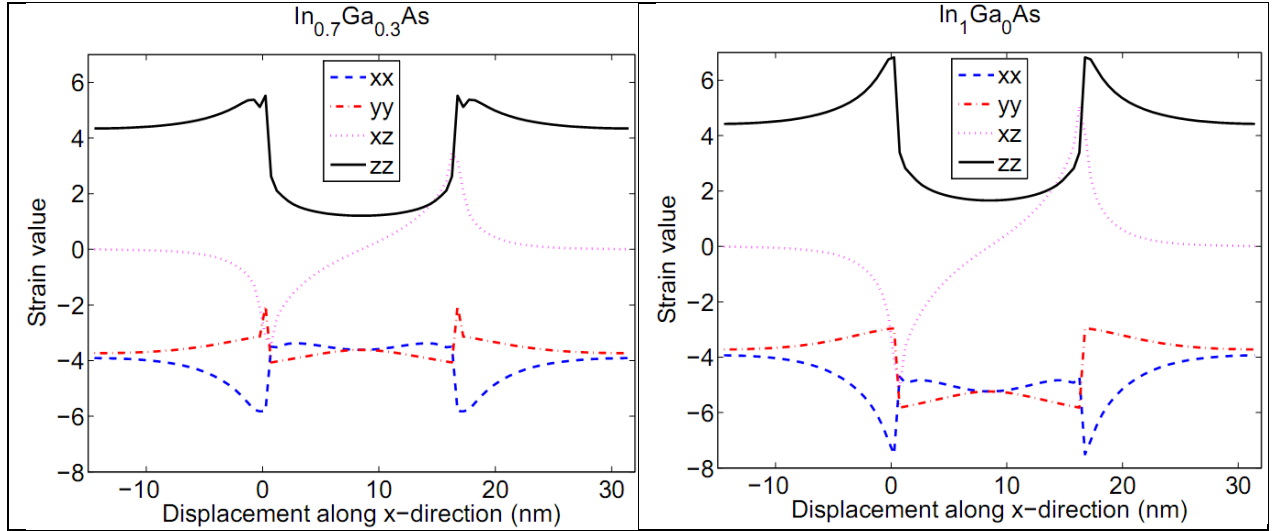 In0.7Ga0.3As
Strain value
6
4
2
0
−2
−4
−6
−8
xx
yy
xz
zz
−10
0
10
20
30
Displacement along x−direction (nm)
In1Ga0As
Strain value
6
4
2
0
−2
−4
−6
−8
xx
yy
xz
zz
−10
0
10
20
30
Displacement along x−direction (nm)